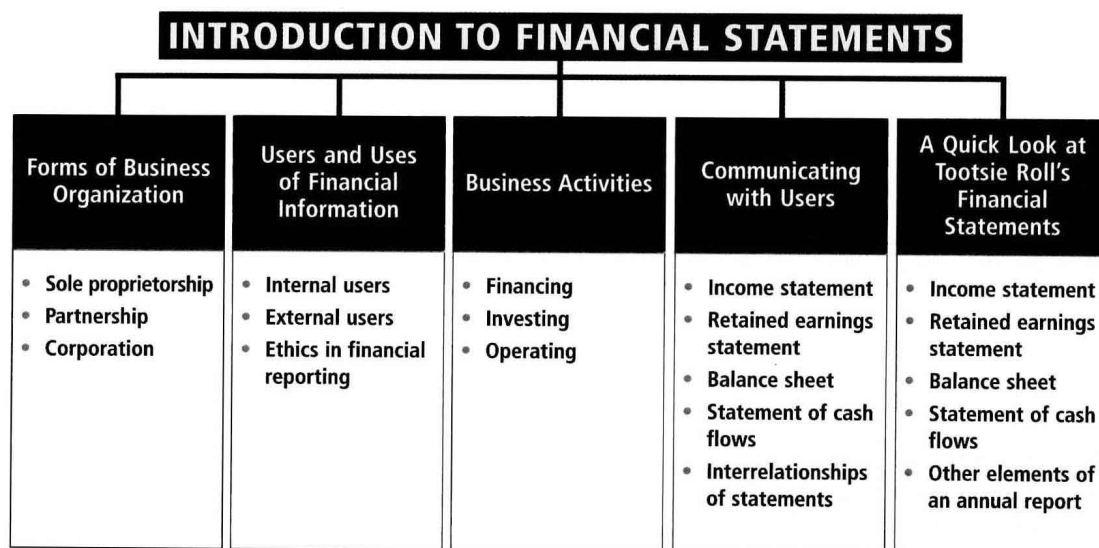 INTRODUCTION TO FINANCIAL STATEMENTS
Forms of Business
Organization
• Sole proprietorship
• Partnership
• Corporation
Users and Uses
of Financial
Information
• Internal users
• External users
• Ethics in financial
reporting
Business Activities
• Financing
• Investing
• Operating
Communicating
with Users
• Income statement
• Retained earnings
statement
• Balance sheet
• Statement of cash
flows
• Interrelationships
of statements
A Quick Look at
Tootsie Roll's
Financial
Statements
• Income statement
• Retained earnings
statement
• Balance sheet
• Statement of cash
flows
• Other elements of
an annual report